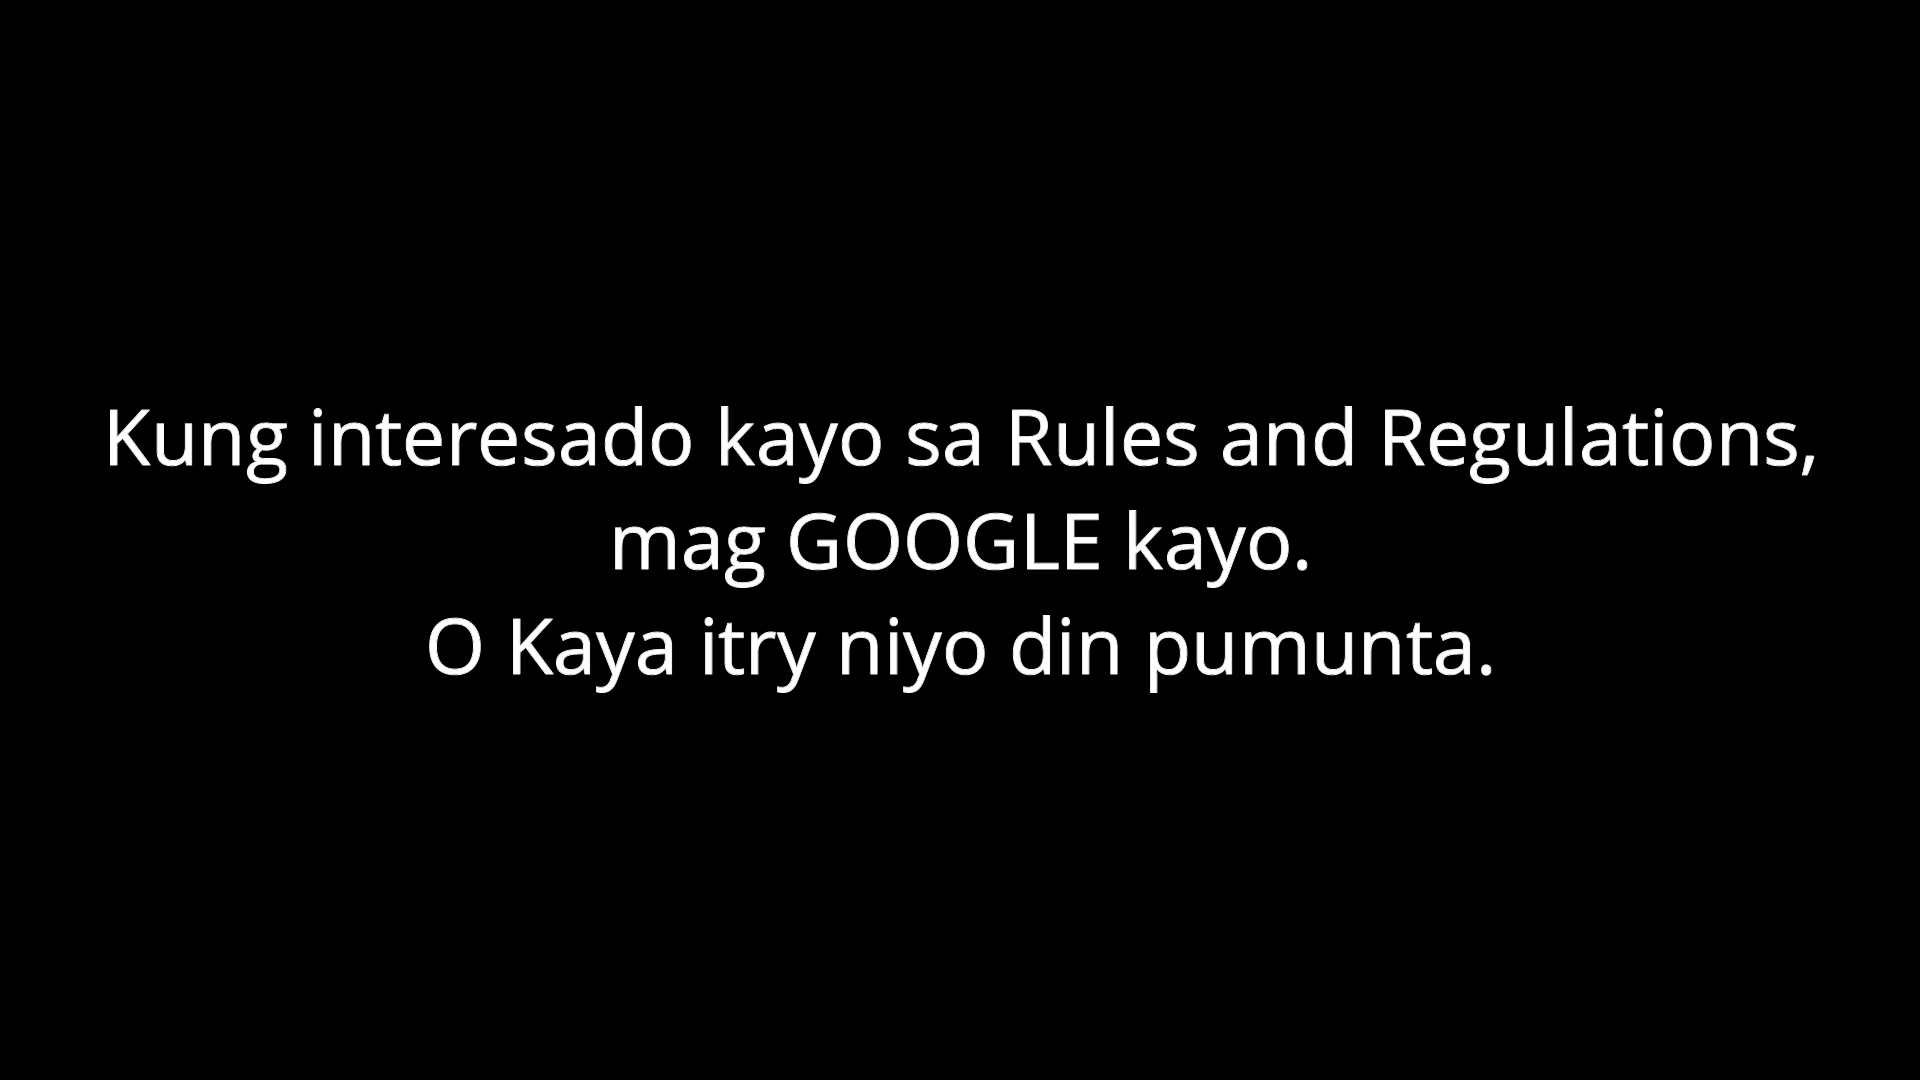 Kung interesado kayo sa Rules and Regulations,
mag GOOGLE kayo.
O Kaya itry niyo din pumunta.